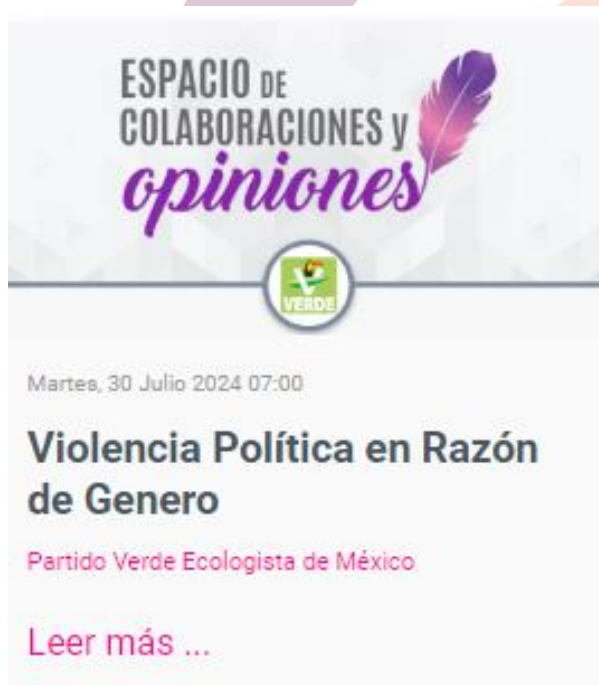 ESPACIO DE
COLABORACIONES Y
opiniones
VERDE
Martes, 30 Julio 2024 07:00
Violencia Política en Razón
de Genero
Partido Verde Ecologista de México
Leer más ...